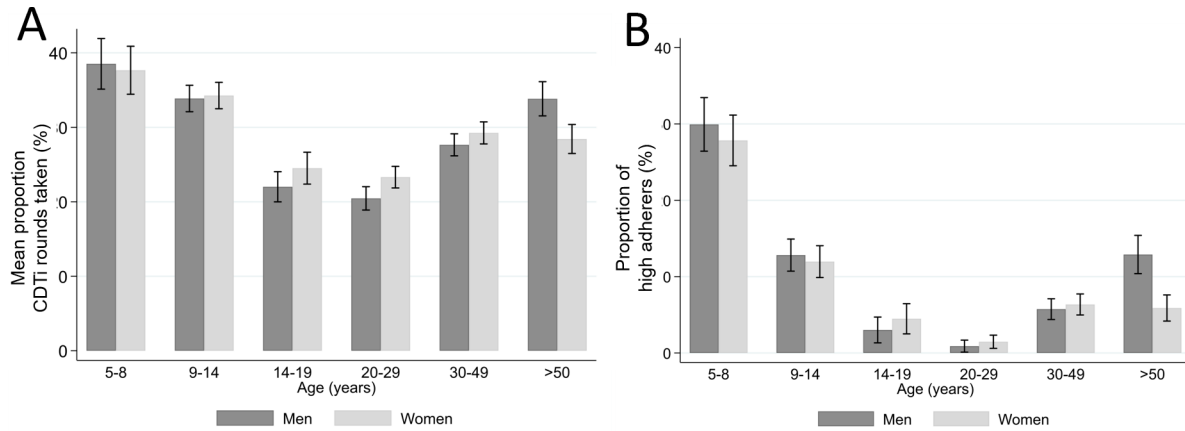 A
40
Mean proportion
CDTi rounds taken (%)
0
0
5-8 9-14 14-19 20-29 30-49 >50
Age (years)
Men Women
B
40
Proportion of
high adherers (%)
0
0
5-8 9-14 14-19 20-29 30-49 >50
Age (years)
Men Women